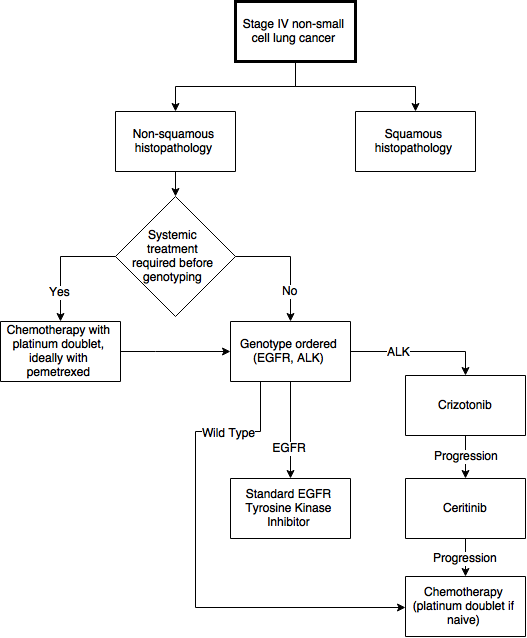 Stage IV non-small
cell lung cancer
Non-squamous
histopathology
Squamous
histopathology
Systemic
treatment
required before
genotyping
Yes
No
Chemotherapy with
platinum doublet,
ideally with
pemetrexed
Genotype ordered
(EGFR, ALK)
ALK
Crizotonib
Wild Type
EGFR
Progression
Standard EGFR
Tyrosine Kinase
Inhibitor
Ceritinib
Progression
Chemotherapy
(platinum doublet if
naive)